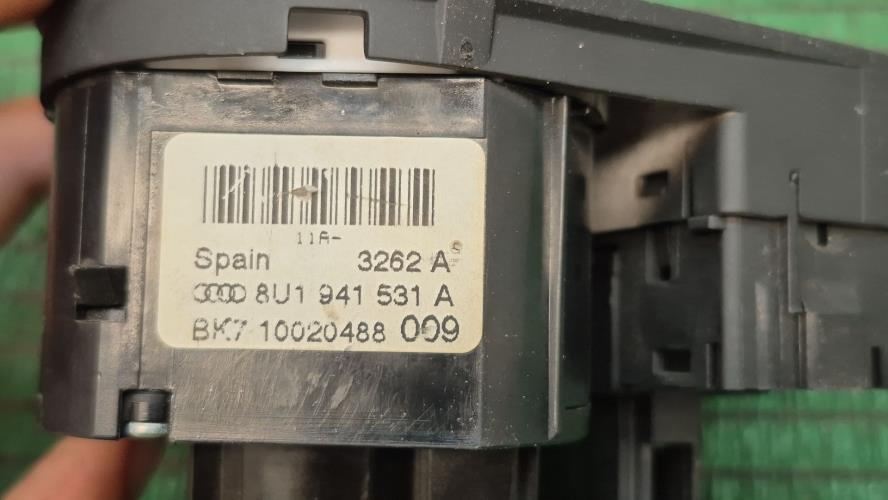 11A-
Spain 3262 A
8U1 941 531 A
BK7 10020488 009